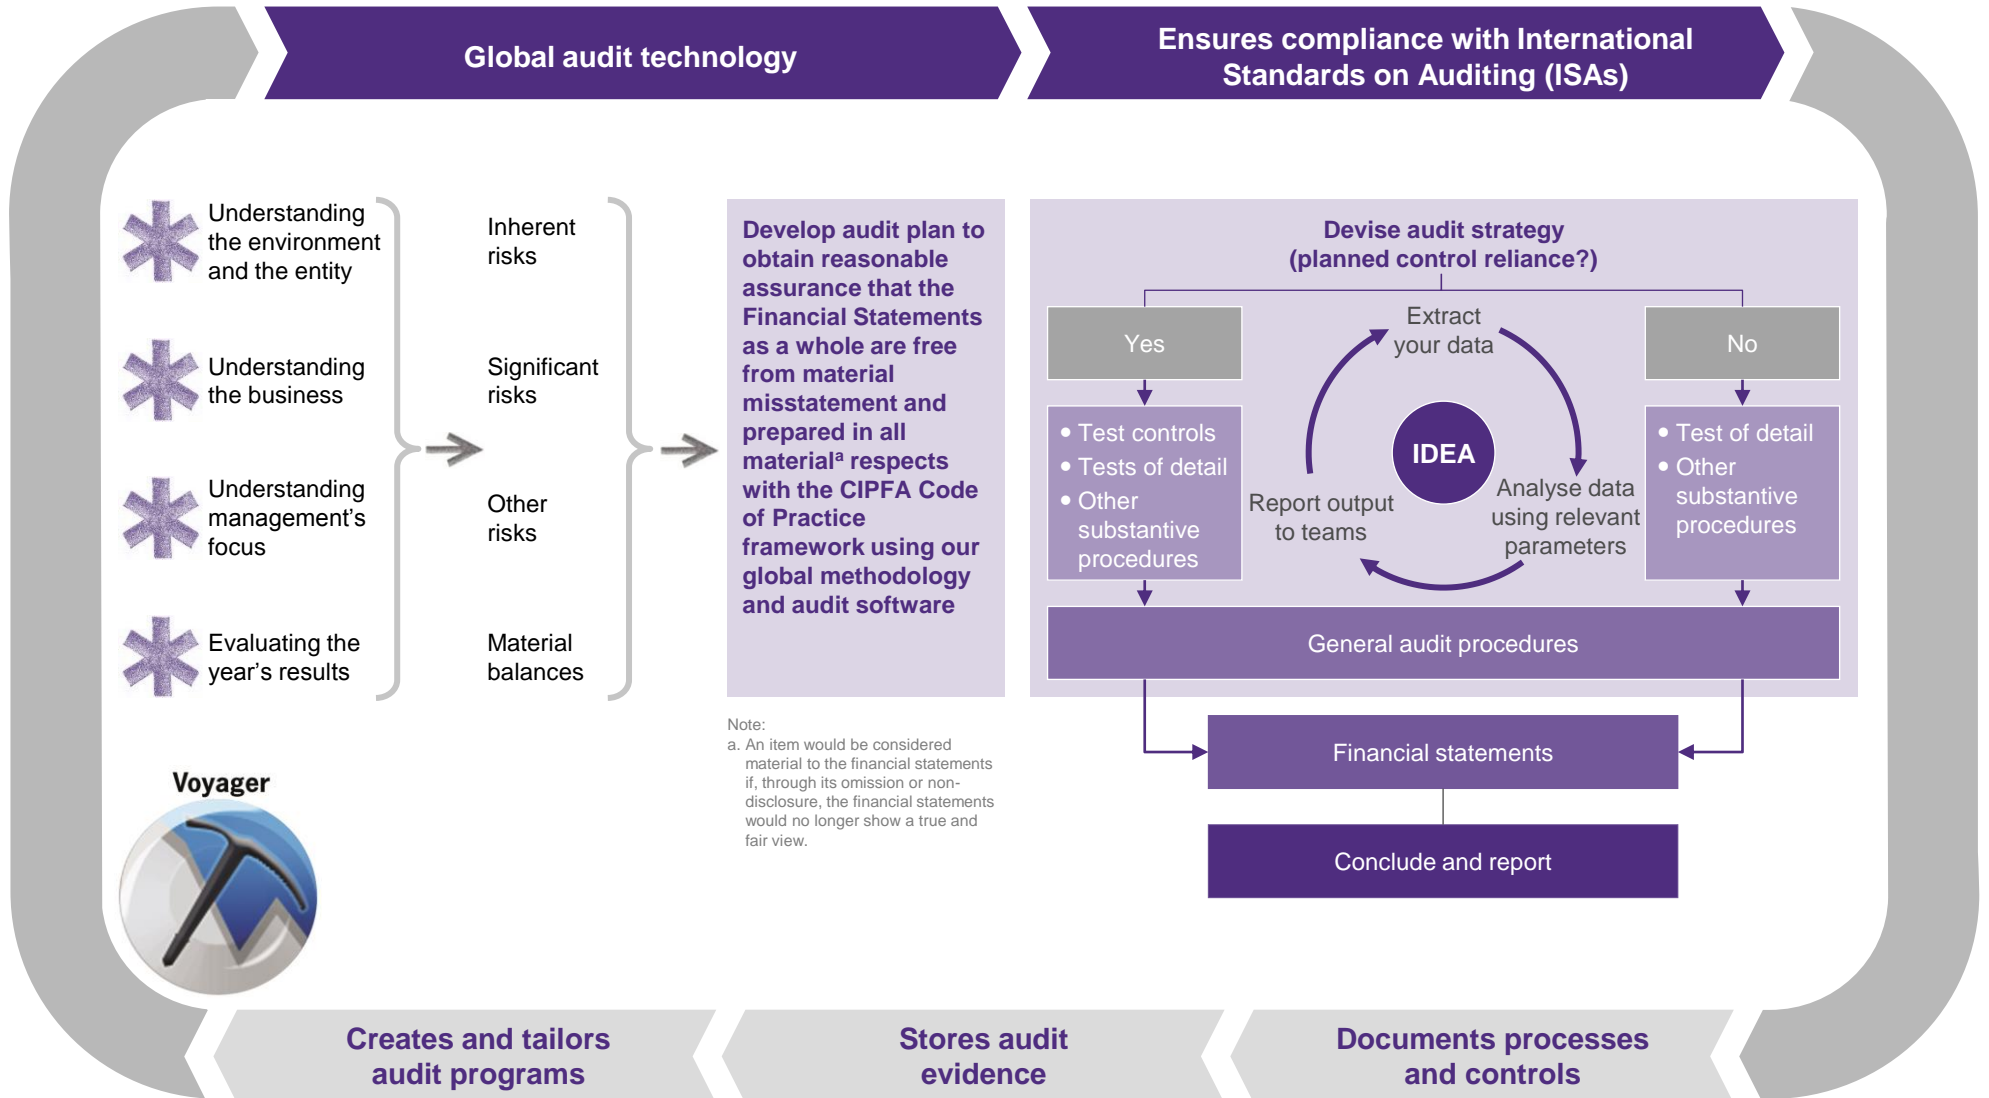 Global audit technology
Ensures compliance with International
Standards on Auditing (ISAs)
Understanding
the environment
and the entity
Understanding
the business
Understanding
management’s
focus
Evaluating the
year’s results
Inherent
risks
Significant
risks
Other
risks
Material
balances
Develop audit plan to
obtain reasonable
assurance that the
Financial Statements
as a whole are free
from material
misstatement and
prepared in all
materialᵃ respects
with the CIPFA Code
of Practice
framework using our
global methodology
and audit software
Note:
a. An item would be considered
material to the financial statements
if, through its omission or non-
disclosure, the financial statements
would no longer show a true and
fair view.
Devise audit strategy
(planned control reliance?)
Yes
• Test controls
• Tests of detail
• Other
substantive
procedures
Extract
your data
IDEA
Analyse data
using relevant
parameters
Report output
to teams
No
• Test of detail
• Other
substantive
procedures
General audit procedures
Financial statements
Conclude and report
Voyager
Creates and tailors
audit programs
Stores audit
evidence
Documents processes
and controls